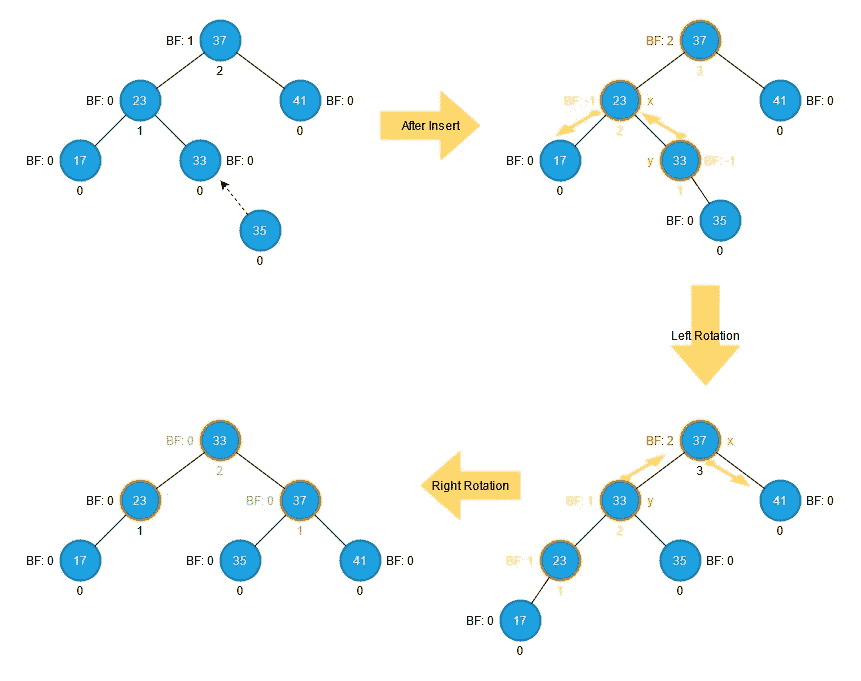 BF: 1 37
2
BF: 0 23
1
41 BF: 0
0
BF: 0 17
0
33 BF: 0
0
35
0
After Insert
BF: 2 37
3
BF: -1 23 x
2
41 BF: 0
0
BF: 0 17
0
y 33 BF: -1
1
BF: 0 35
0
Left Rotation
BF: 0 33
2
BF: 0 23
1
BF: 0 37
1
BF: 0 17
0
BF: 0 35
0
41 BF: 0
0
Right Rotation
BF: 2 37 x
3
BF: 1 33 y
2
41 BF: 0
0
BF: 1 23
1
35 BF: 0
0
BF: 0 17
0